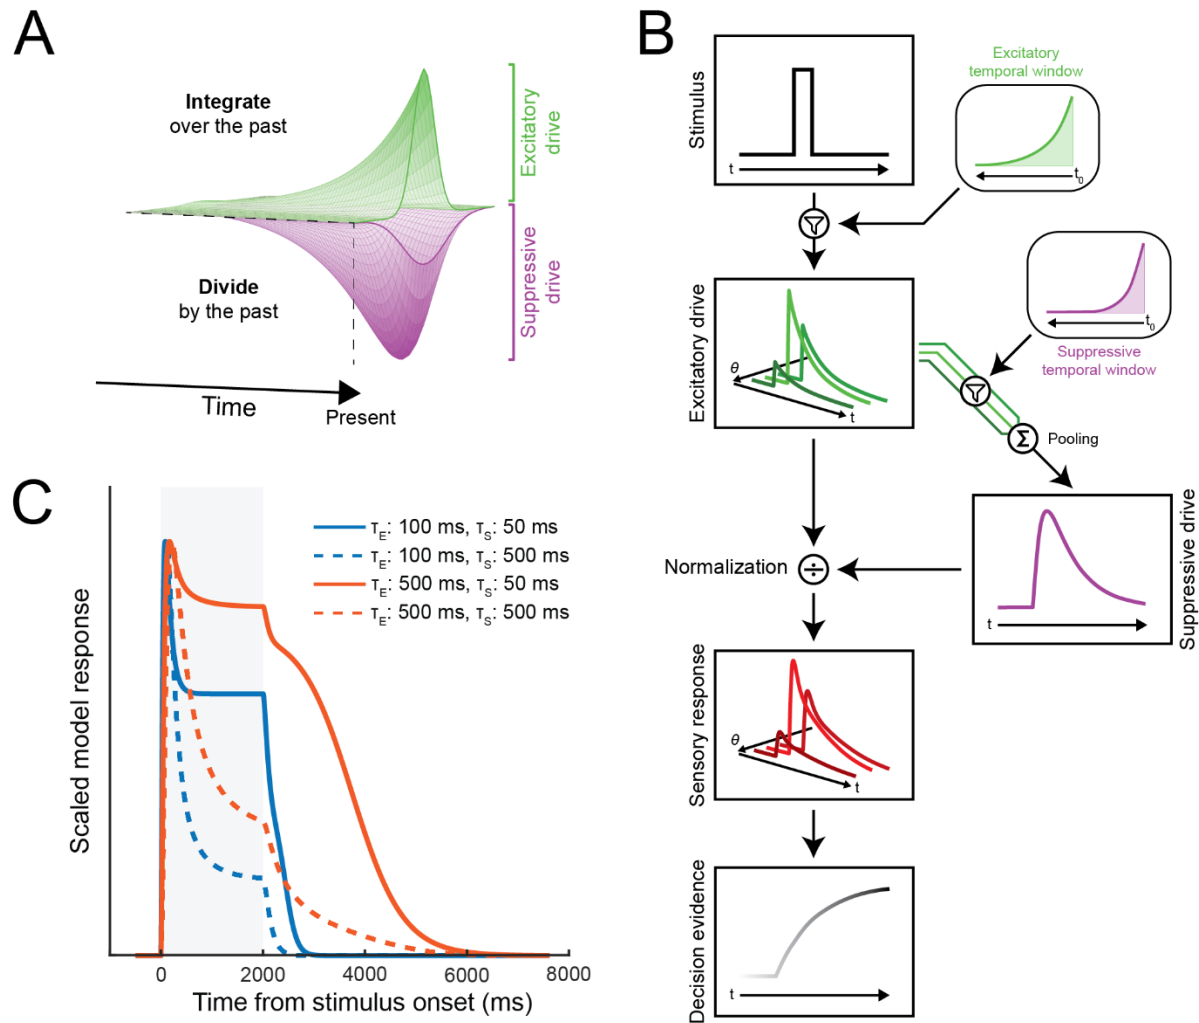 A
Integrate
over the past
Excitatory
drive
Divide
by the past
Suppressive
drive
Time
Present
B
Stimulus
t
Excitatory
temporal window
t0
Excitatory drive
θ
t
Suppressive
temporal window
t0
Σ
Pooling
Normalization
÷
Suppressive drive
t
Sensory response
θ
t
Decision evidence
t
C
Scaled model response
τE: 100 ms, τS: 50 ms
τE: 100 ms, τS: 500 ms
τE: 500 ms, τS: 50 ms
τE: 500 ms, τS: 500 ms
0 2000 4000 6000 8000
Time from stimulus onset (ms)